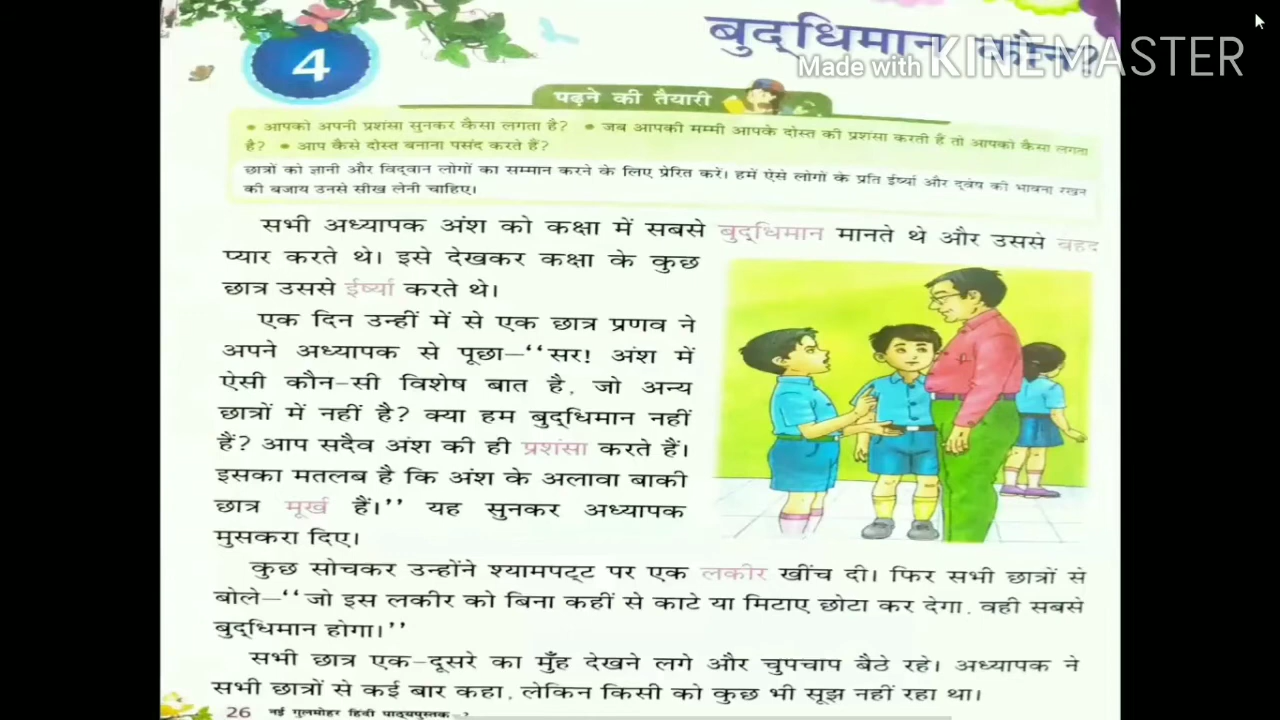 बुद्धिमान कौन?
4
Made with KINEMASTER
पढ़ने की तैयारी
• आपको अपनी प्रशंसा सुनकर कैसा लगता है? • जब आपकी मम्मी आपके दोस्त की प्रशंसा करती हैं तो आपको कैसा लगता
है? • आप कैसे दोस्त बनाना पसंद करते हैं?
छात्रों को ज्ञानी और विद्वान लोगों का सम्मान करने के लिए प्रेरित करें। हमें ऐसे लोगों के प्रति ईर्ष्या और द्वेष की भावना रखने
की बजाय उनसे सीख लेनी चाहिए।
सभी अध्यापक अंश को कक्षा में सबसे बुद्धिमान मानते थे और उससे बेहद
प्यार करते थे। इसे देखकर कक्षा के कुछ
छात्र उससे ईर्ष्या करते थे।
एक दिन उन्हीं में से एक छात्र प्रणव ने
अपने अध्यापक से पूछा—‘‘सर! अंश में
ऐसी कौन-सी विशेष बात है, जो अन्य
छात्रों में नहीं है? क्या हम बुद्धिमान नहीं
हैं? आप सदैव अंश की ही प्रशंसा करते हैं।
इसका मतलब है कि अंश के अलावा बाकी
छात्र मूर्ख हैं।’’ यह सुनकर अध्यापक
मुसकरा दिए।
कुछ सोचकर उन्होंने श्यामपट्ट पर एक लकीर खींच दी। फिर सभी छात्रों से
बोले—‘‘जो इस लकीर को बिना कहीं से काटे या मिटाए छोटा कर देगा, वही सबसे
बुद्धिमान होगा।’’
सभी छात्र एक-दूसरे का मुँह देखने लगे और चुपचाप बैठे रहे। अध्यापक ने
सभी छात्रों से कई बार कहा, लेकिन किसी को कुछ भी सूझ नहीं रहा था।
26 नई गुलमोहर हिंदी पाठ्यपुस्तक-2